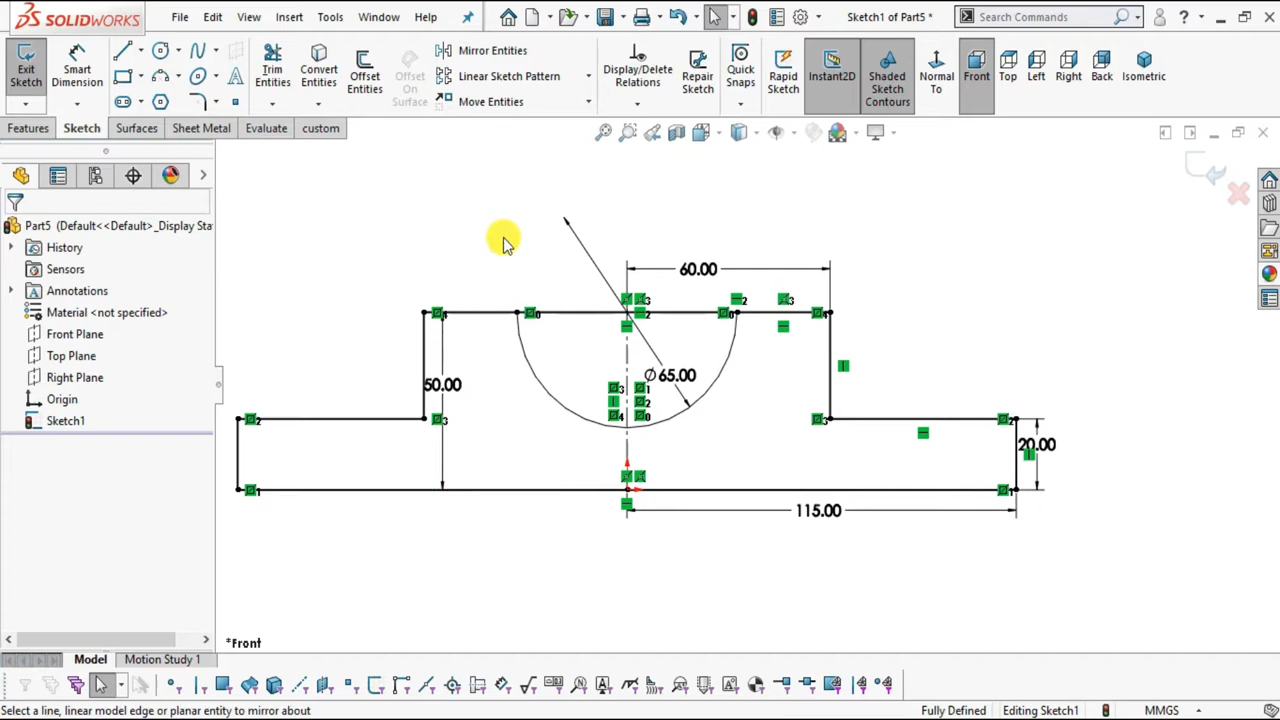 SOLIDWORKS File Edit View Insert Tools Window Help Sketch1 of Part5 * Search Commands ?
Exit Sketch Smart Dimension Trim Entities Convert Entities Offset Entities Offset On Surface Mirror Entities Linear Sketch Pattern Move Entities Display/Delete Relations Repair Sketch Quick Snaps Rapid Sketch Instant2D Shaded Sketch Contours Normal To Front Top Left Right Back Isometric
Features Sketch Surfaces Sheet Metal Evaluate custom
Part5 (Default<<Default>_Display Sta
History
Sensors
Annotations
Material <not specified>
Front Plane
Top Plane
Right Plane
Origin
Sketch1
60.00
Ø65.00
50.00
20.00
115.00
*Front
Model Motion Study 1
Select a line, linear model edge or planar entity to mirror about Fully Defined Editing Sketch1 MMGS